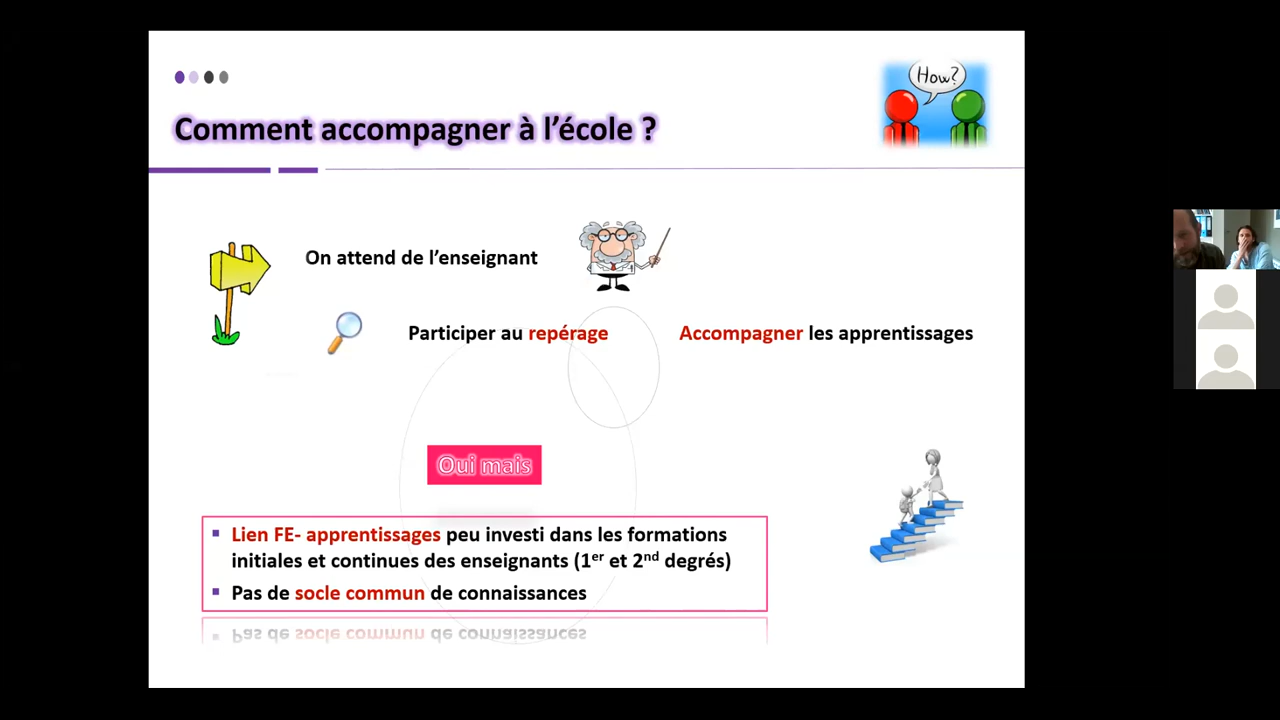 How?
Comment accompagner à l'école ?
On attend de l'enseignant
Participer au repérage
Accompagner les apprentissages
Oui mais
Lien FE- apprentissages peu investi dans les formations
initiales et continues des enseignants (1er et 2nd degrés)
Pas de socle commun de connaissances